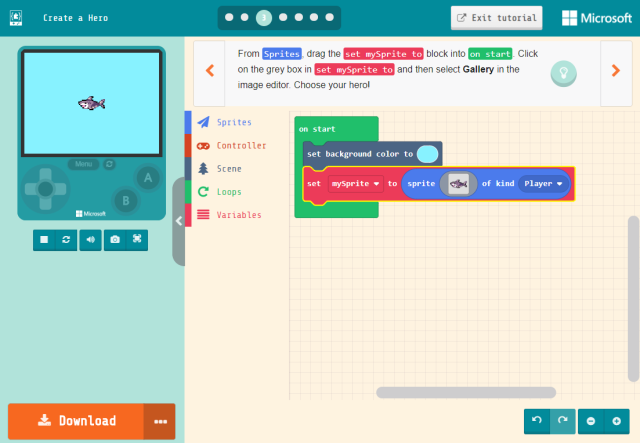 Create a Hero
3
Exit tutorial
Microsoft
From Sprites, drag the set mySprite to block into on start. Click
on the grey box in set mySprite to and then select Gallery in the
image editor. Choose your hero!
Menu
A
B
Microsoft
Sprites
Controller
Scene
Loops
Variables
on start
set background color to
set mySprite to sprite of kind Player
Download